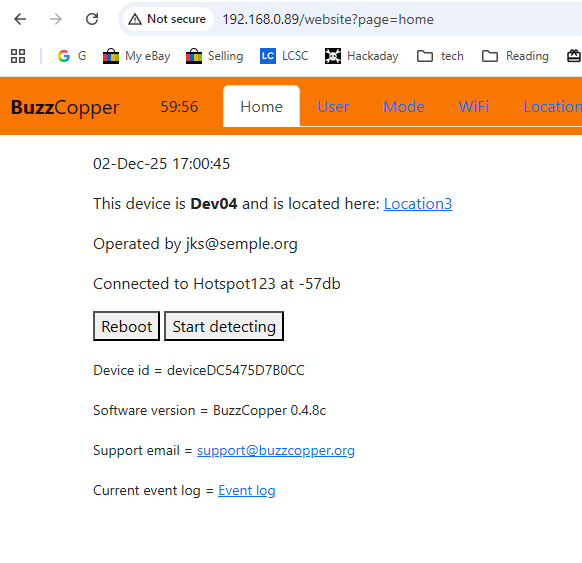 Not secure 192.168.0.89/website?page=home
G My eBay Selling LC LCSC Hackaday tech Reading
BuzzCopper 59:56 Home User Mode WiFi Location
02-Dec-25 17:00:45
This device is Dev04 and is located here: Location3
Operated by jks@semple.org
Connected to Hotspot123 at -57db
Reboot Start detecting
Device id = deviceDC5475D7B0CC
Software version = BuzzCopper 0.4.8c
Support email = support@buzzcopper.org
Current event log = Event log